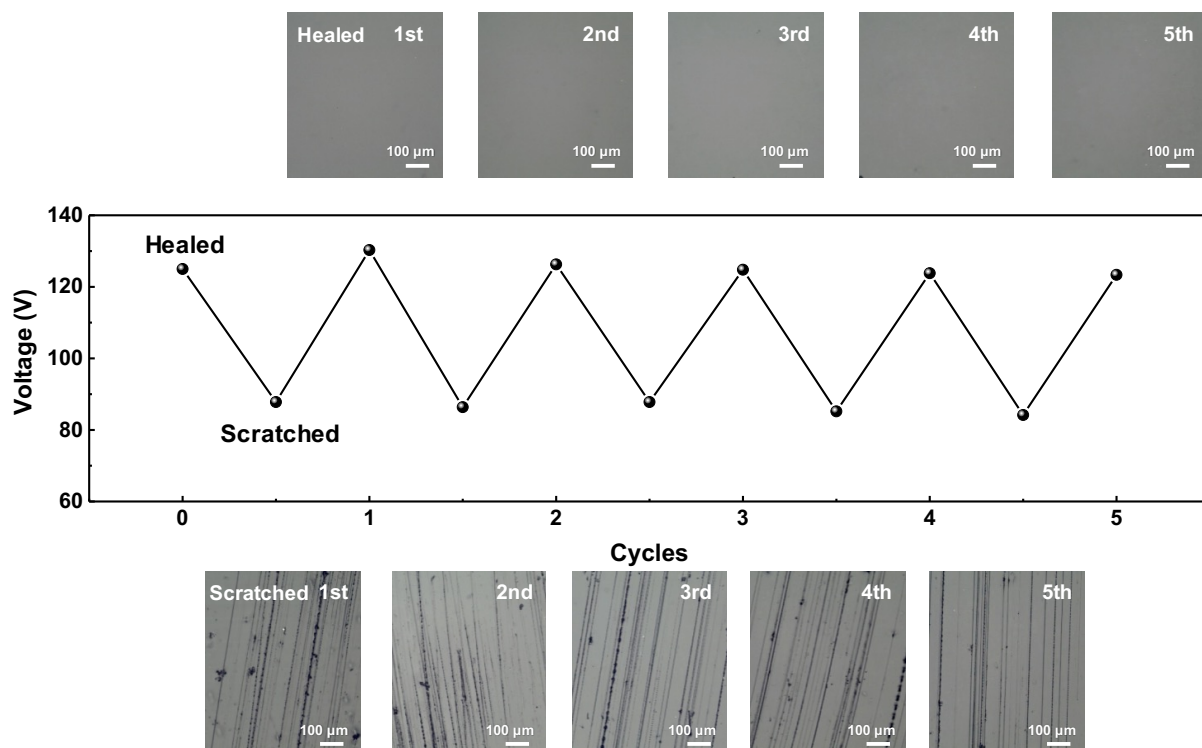 Healed 1st
2nd
3rd
4th
5th
100 μm
100 μm
100 μm
100 μm
100 μm
140
120
100
80
60
Voltage (V)
Healed
Scratched
0 1 2 3 4 5
Cycles
Scratched 1st
2nd
3rd
4th
5th
100 μm
100 μm
100 μm
100 μm
100 μm